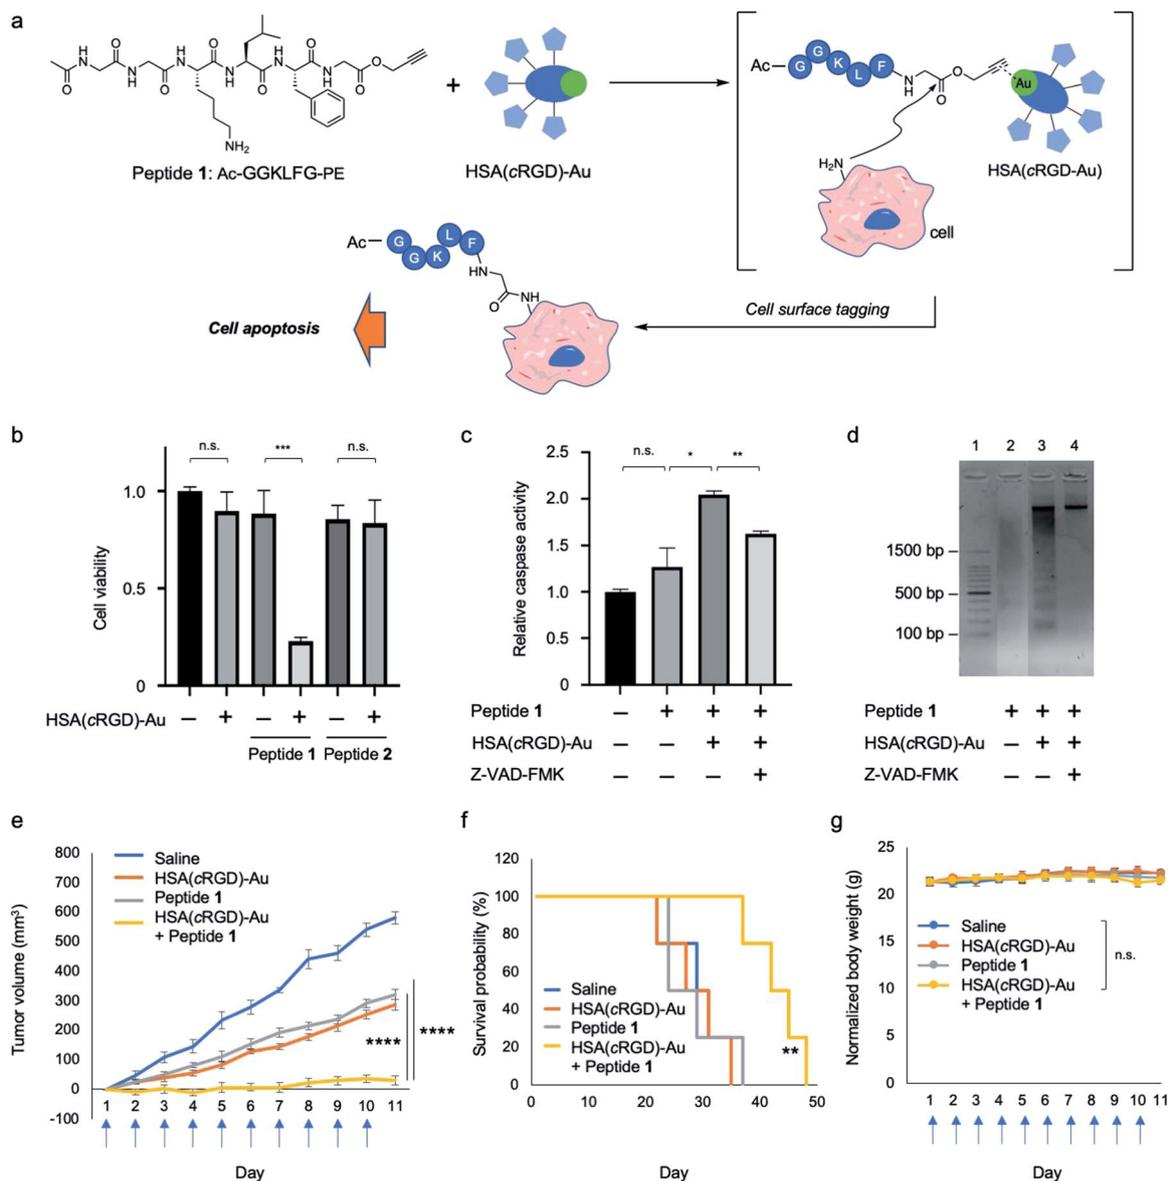 a
H
N
O
O
N
H
H
N
O
N
H
O
H
N
O
N
H
O
O
NH2
Peptide 1: Ac-GGKLFG-PE
+
HSA(cRGD)-Au
Ac
G
G
K
L
F
N
H
O
O
Au
H2N
HSA(cRGD-Au)
cell
Ac
G
G
K
L
F
HN
O
NH
Cell surface tagging
Cell apoptosis
b
n.s.
***
n.s.
1.0
0.5
0
Cell viability
HSA(cRGD)-Au — + — + — +
Peptide 1 Peptide 2
c
n.s.
*
**
2.5
2.0
1.5
1.0
0.5
0
Relative caspase activity
Peptide 1 — + + +
HSA(cRGD)-Au — — + +
Z-VAD-FMK — — — +
d
1 2 3 4
1500 bp
500 bp
100 bp
Peptide 1 + + +
HSA(cRGD)-Au — + +
Z-VAD-FMK — — +
e
800
700
600
500
400
300
200
100
0
-100
Tumor volume (mm³)
Saline
HSA(cRGD)-Au
Peptide 1
HSA(cRGD)-Au
+ Peptide 1
****
****
1 2 3 4 5 6 7 8 9 10 11
Day
f
120
100
80
60
40
20
0
Survival probability (%)
Saline
HSA(cRGD)-Au
Peptide 1
HSA(cRGD)-Au
+ Peptide 1
**
0 10 20 30 40 50
Day
g
25
20
15
10
5
0
Normalized body weight (g)
Saline
HSA(cRGD)-Au
Peptide 1
HSA(cRGD)-Au
+ Peptide 1
n.s.
1 2 3 4 5 6 7 8 9 10 11
Day